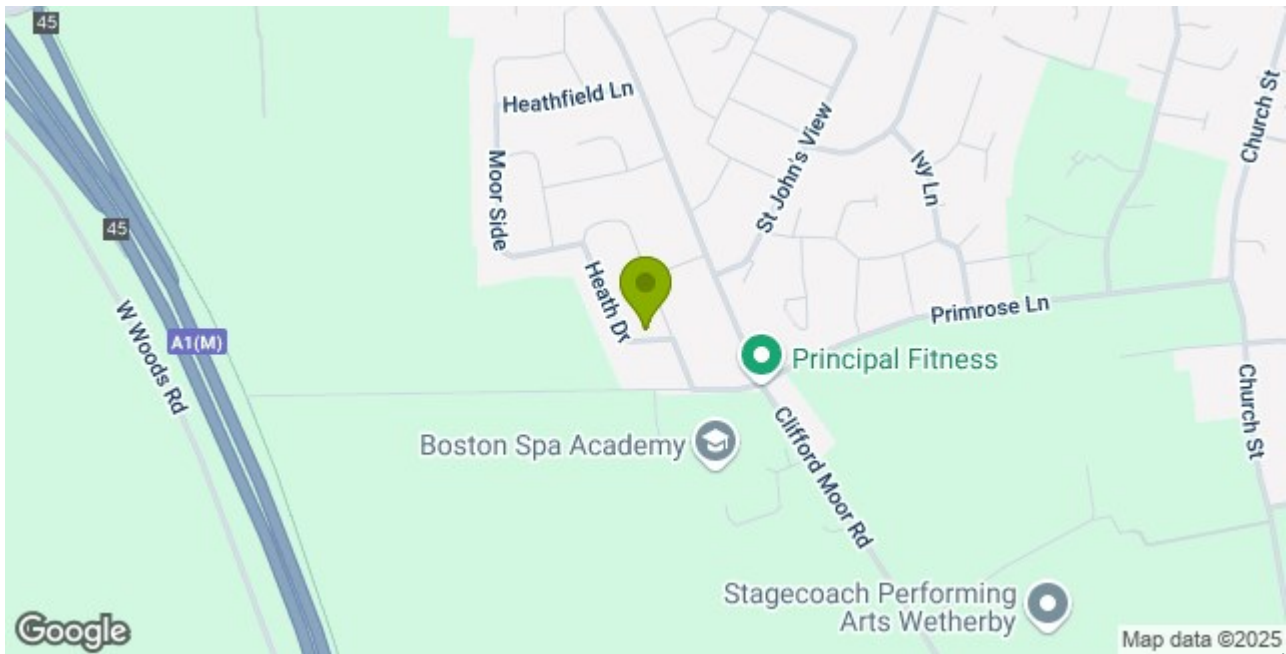 45
Heathfield Ln
Church St
St John's View
Ivy Ln
Moor Side
45
Heath Dr
W Woods Rd
Primrose Ln
A1(M)
Principal Fitness
Church St
Boston Spa Academy
Clifford Moor Rd
Stagecoach Performing
Arts Wetherby
Google
Map data ©2025